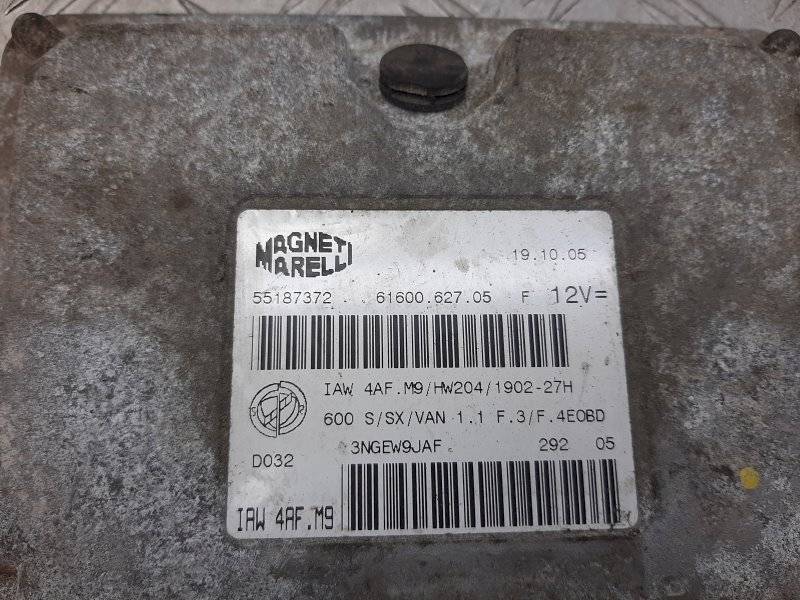 MAGNETI
MARELLI
19.10.05
55187372 61600.627.05 F 12V=
IAW 4AF.M9/HW204/1902-27H
600 S/SX/VAN 1.1 F.3/F.4EOBD
3NGEW9JAF 292 05
D032
IAW 4AF.M9